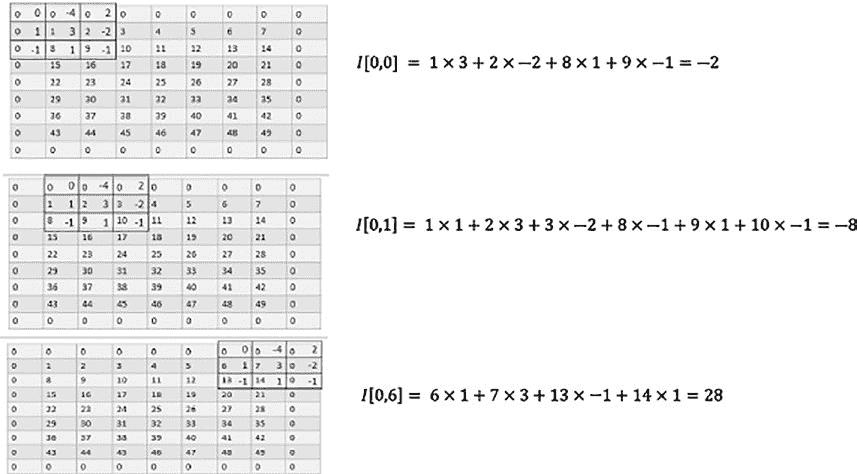 0 0 0 -4 0 2 0 0 0 0 0 0
0 1 1 3 2 -2 3 4 5 6 7 0
0 -1 8 1 9 -1 10 11 12 13 14 0
0 15 16 17 18 19 20 21 0
0 22 23 24 25 26 27 28 0
0 29 30 31 32 33 34 35 0
0 36 37 38 39 40 41 42 0
0 43 44 45 46 47 48 49 0
0 0 0 0 0 0 0 0 0
I[0,0] = 1 × 3 + 2 × −2 + 8 × 1 + 9 × −1 = −2
0 0 0 0 -4 0 2 0 0 0 0 0
0 1 1 2 3 3 -2 4 5 6 7 0
0 8 -1 9 1 10 -1 11 12 13 14 0
0 15 16 17 18 19 20 21 0
0 22 23 24 25 26 27 28 0
0 29 30 31 32 33 34 35 0
0 36 37 38 39 40 41 42 0
0 43 44 45 46 47 48 49 0
0 0 0 0 0 0 0 0 0
I[0,1] = 1 × 1 + 2 × 3 + 3 × −2 + 8 × −1 + 9 × 1 + 10 × −1 = −8
0 0 0 0 0 0 0 0 0 -4 0 2
0 1 2 3 4 5 6 1 7 3 0 -2
0 8 9 10 11 12 13 -1 14 1 0 -1
0 15 16 17 18 19 20 21 0
0 22 23 24 25 26 27 28 0
0 29 30 31 32 33 34 35 0
0 36 37 38 39 40 41 42 0
0 43 44 45 46 47 48 49 0
0 0 0 0 0 0 0 0 0
I[0,6] = 6 × 1 + 7 × 3 + 13 × −1 + 14 × 1 = 28